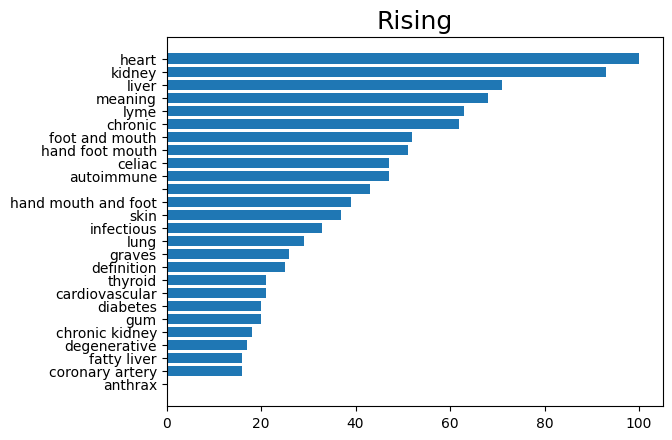 Rising
heart
kidney
liver
meaning
lyme
chronic
foot and mouth
hand foot mouth
celiac
autoimmune
hand mouth and foot
skin
infectious
lung
graves
definition
thyroid
cardiovascular
diabetes
gum
chronic kidney
degenerative
fatty liver
coronary artery
anthrax
0 20 40 60 80 100